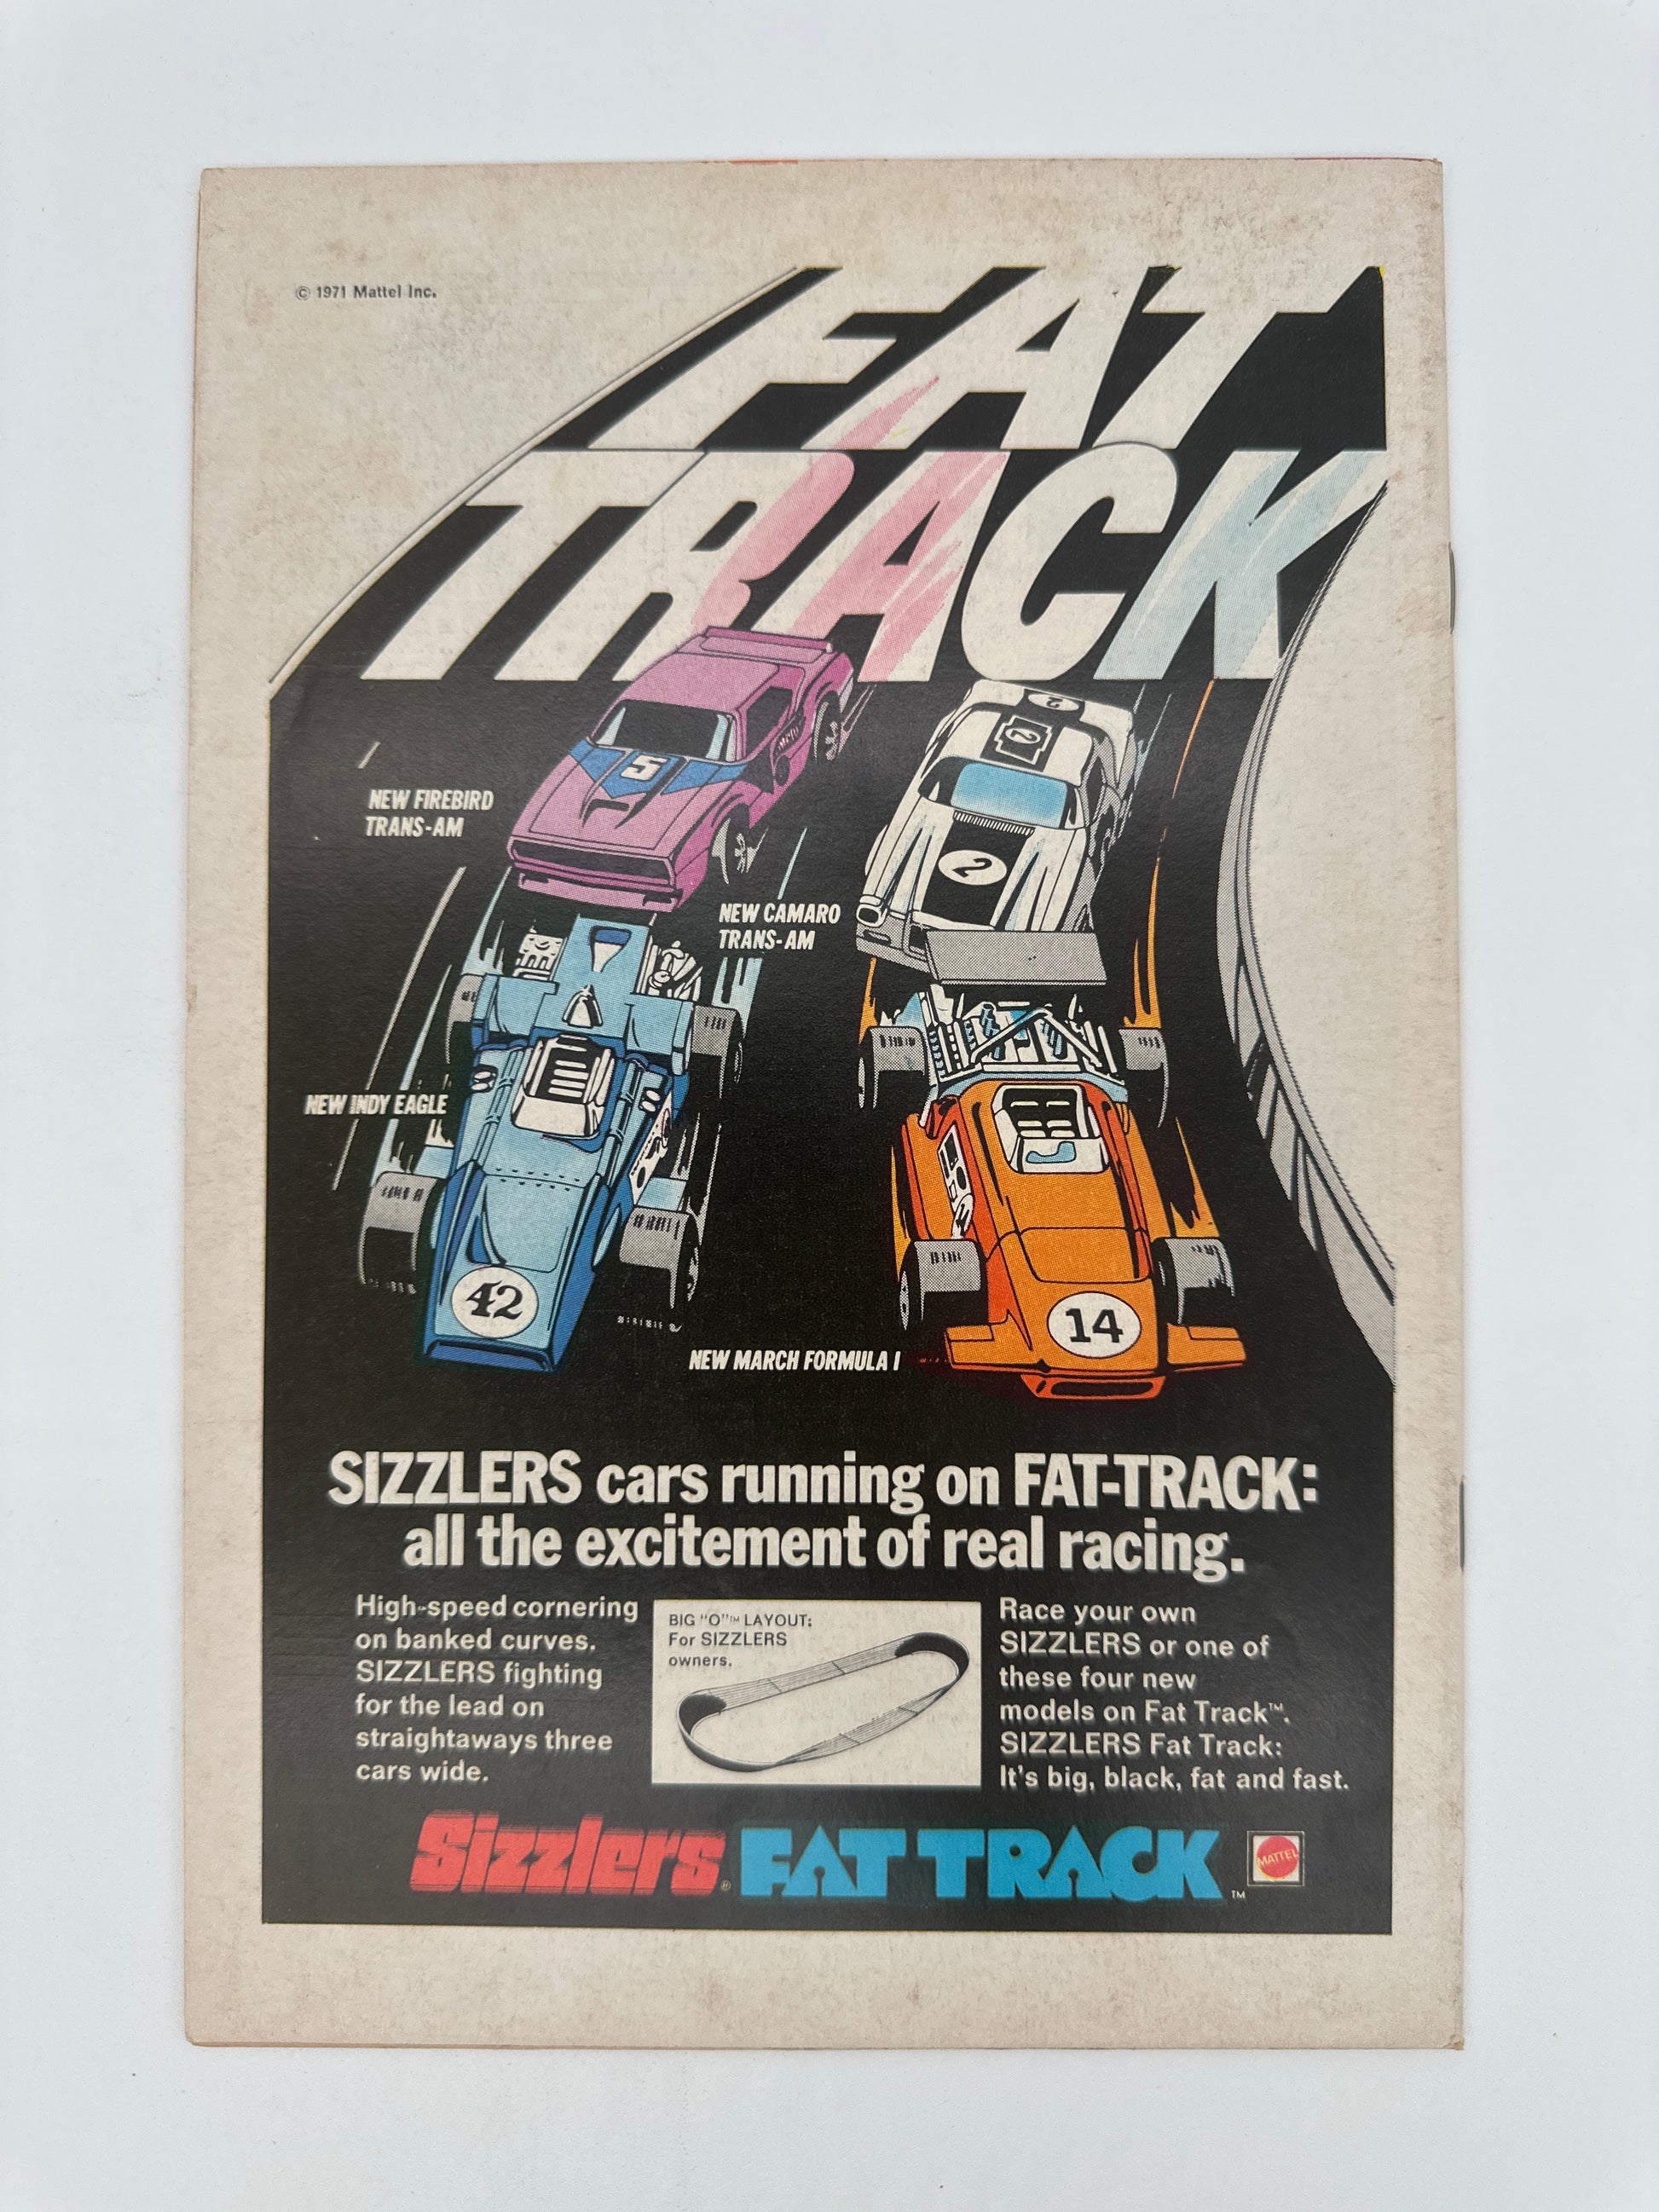 © 1971 Mattel Inc.
FAT
TRACK
5
2
2
2
NEW FIREBIRD
TRANS-AM
NEW CAMARO
TRANS-AM
NEW INDY EAGLE
42
14
NEW MARCH FORMULA I
SIZZLERS cars running on FAT-TRACK:
all the excitement of real racing.
High-speed cornering
on banked curves.
SIZZLERS fighting
for the lead on
straightaways three
cars wide.
BIG "O"™ LAYOUT:
For SIZZLERS
owners.
Race your own
SIZZLERS or one of
these four new
models on Fat Track™.
SIZZLERS Fat Track:
It's big, black, fat and fast.
Sizzlers® FAT TRACK™ MATTEL